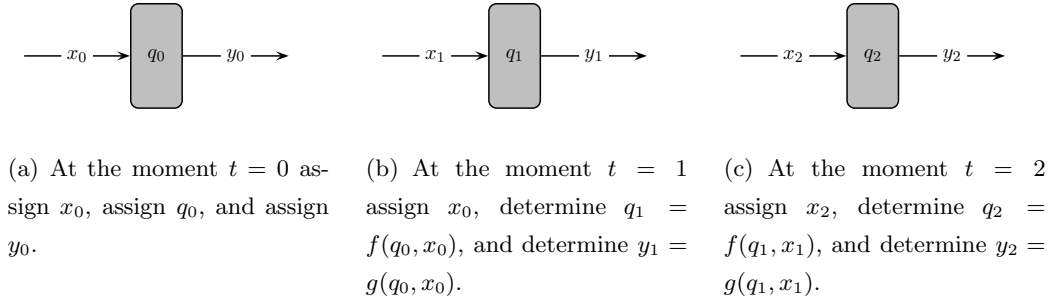 x₀ q₀ y₀
x₁ q₁ y₁
x₂ q₂ y₂
(a) At the moment t = 0 as-
sign x₀, assign q₀, and assign
y₀.
(b) At the moment t = 1
assign x₀, determine q₁ =
f(q₀, x₀), and determine y₁ =
g(q₀, x₀).
(c) At the moment t = 2
assign x₂, determine q₂ =
f(q₁, x₁), and determine y₂ =
g(q₁, x₁).